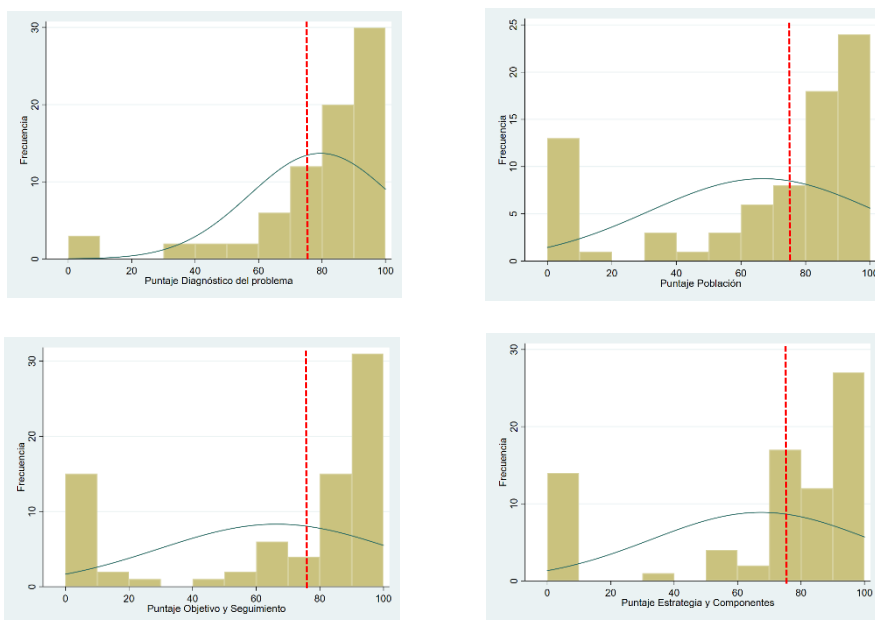 30
20
10
0
Frecuencia
0 20 40 60 80 100
Puntaje Diagnóstico del problema
25
20
15
10
5
0
Frecuencia
0 20 40 60 80 100
Puntaje Población
30
20
10
0
Frecuencia
0 20 40 60 80 100
Puntaje Objetivo y Seguimiento
30
20
10
0
Frecuencia
0 20 40 60 80 100
Puntaje Estrategia y Componentes